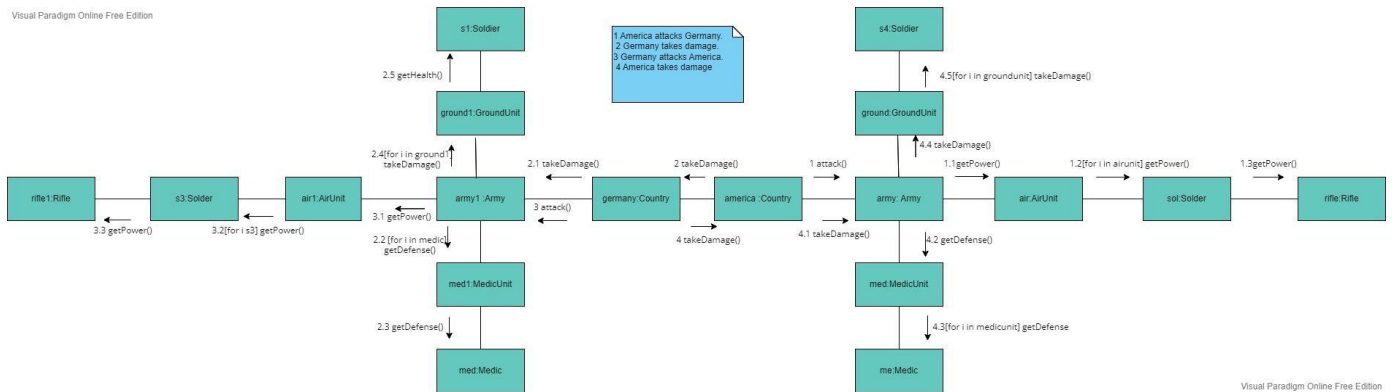 Visual Paradigm Online Free Edition
s1:Soldier
s4:Soldier
1 America attacks Germany.
2 Germany takes damage.
3 Germany attacks America.
4 America takes damage
2.5 getHealth()
4.5[for i in groundunit] takeDamage()
ground1:GroundUnit
ground:GroundUnit
2.4[for i in ground1]
takeDamage()
2.1 takeDamage()
2 takeDamage()
1 attack()
4.4 takeDamage()
1.1getPower()
1.2[for i in airunit] getPower()
1.3getPower()
rifle1:Rifle
s3:Solder
air1:AirUnit
army1 :Army
germany:Country
america :Country
army: Army
air:AirUnit
sol:Solder
rifle:Rifle
3.3 getPower()
3.2[for i s3] getPower()
3.1 getPower()
3 attack()
4 takeDamage()
4.1 takeDamage()
2.2 [for i in medic]
getDefense()
4.2 getDefense()
med1:MedicUnit
med:MedicUnit
2.3 getDefense()
4.3[for i in medicunit] getDefense
med:Medic
me:Medic
Visual Paradigm Online Free Edition